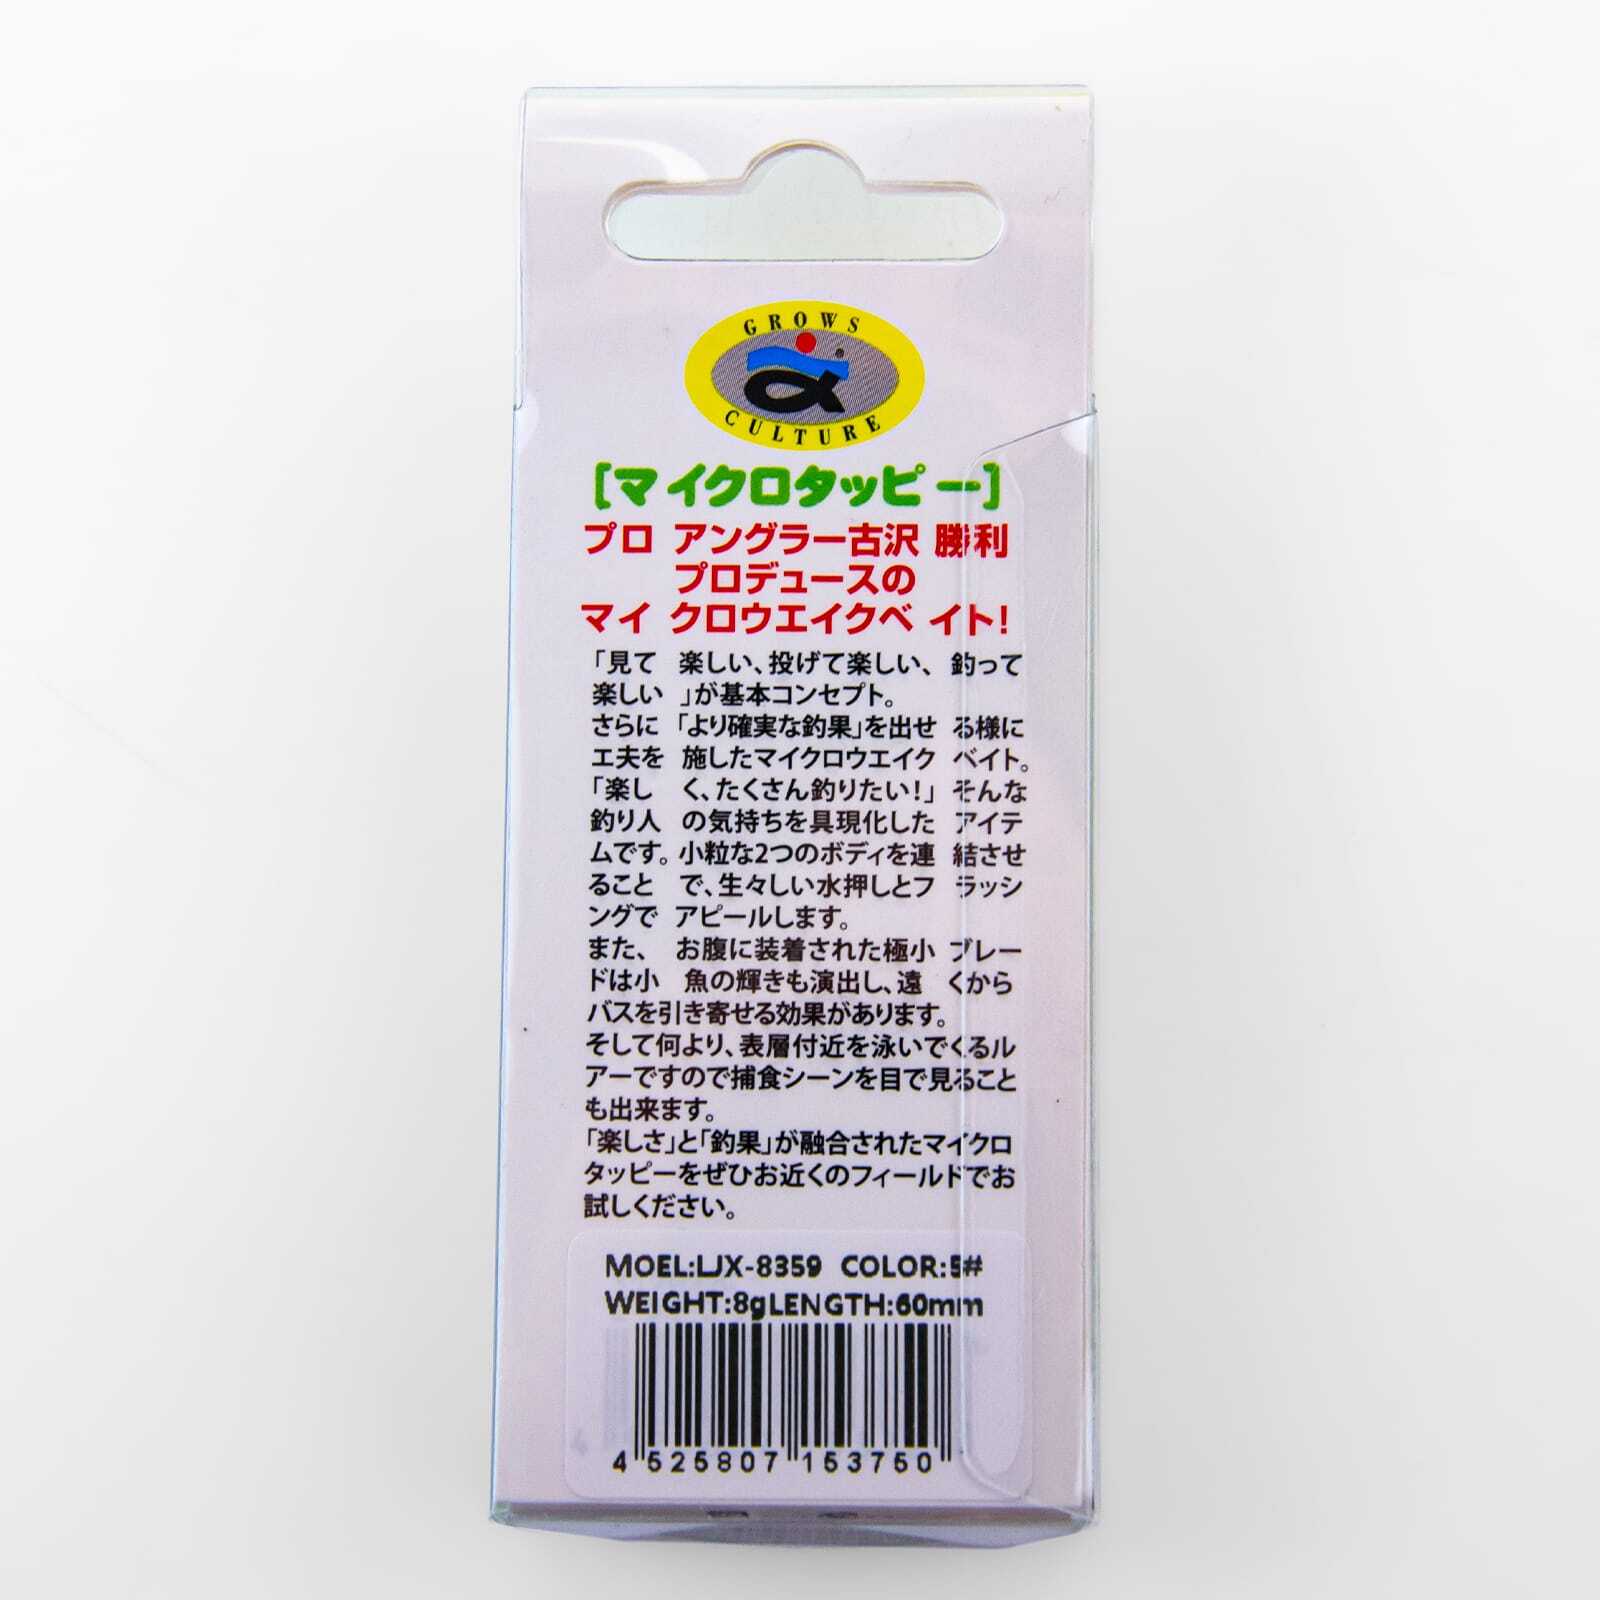 GROWS
CULTURE
[マイクロタッピー]
プロ アングラー古沢 勝利
プロデュースの
マイクロウエイクベイト!
「見て楽しい、投げて楽しい、釣って
楽しい」が基本コンセプト。
さらに「より確実な釣果」を出せる様に
工夫を施したマイクロウエイクベイト。
「楽しく、たくさん釣りたい!」そんな
釣り人の気持ちを具現化したアイテ
ムです。小粒な2つのボディを連結させ
ることで、生々しい水押しとフラッシ
ングでアピールします。
また、お腹に装着された極小ブレー
ドは小魚の輝きも演出し、遠くから
バスを引き寄せる効果があります。
そして何より、表層付近を泳いでくるル
アーですので捕食シーンを目で見ること
も出来ます。
「楽しさ」と「釣果」が融合されたマイクロ
タッピーをぜひお近くのフィールドでお
試しください。
MOEL:LJX-8359 COLOR:5#
WEIGHT:8gLENGTH:60mm
4 525807 153750